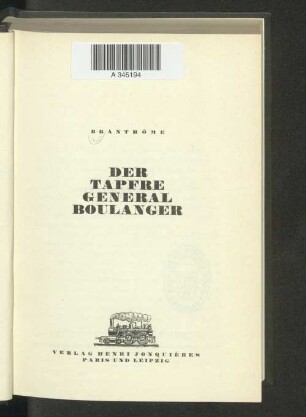 A 345194
BRANTHÔME
DER
TAPFRE
GENERAL
BOULANGER
VERLAG HENRI JONQUIÈRES
PARIS UND LEIPZIG